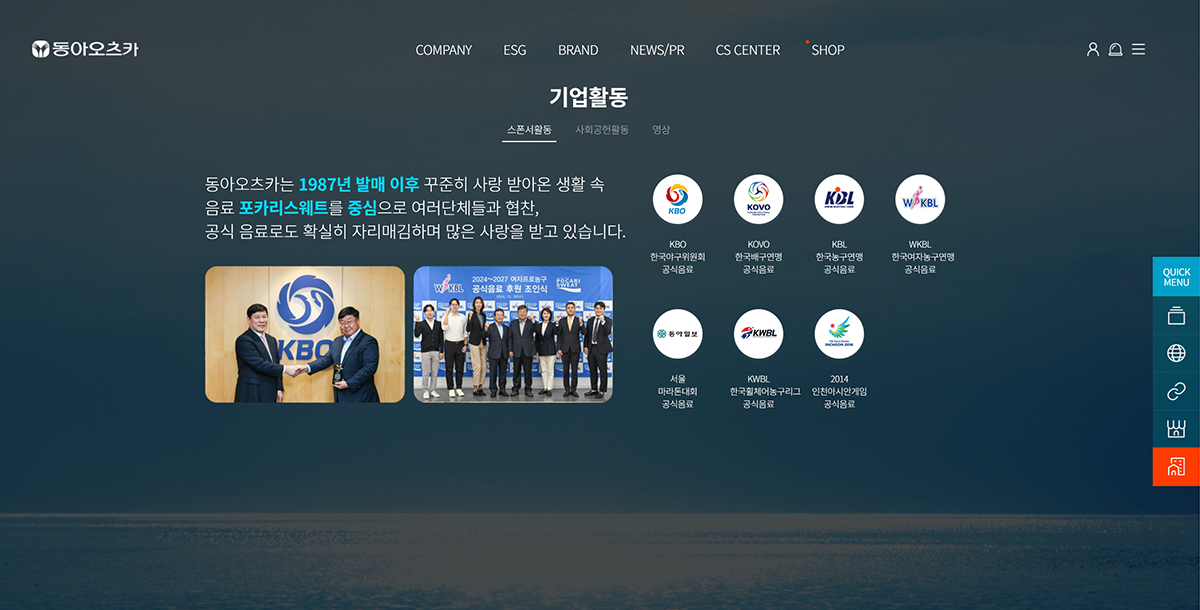 동아오츠카
COMPANY
ESG
BRAND
NEWS/PR
CS CENTER
SHOP
기업활동
스폰서활동
사회공헌활동
영상
동아오츠카는 1987년 발매 이후 꾸준히 사랑 받아온 생활 속
음료 포카리스웨트를 중심으로 여러단체들과 협찬,
공식 음료로도 확실히 자리매김하며 많은 사랑을 받고 있습니다.
KBO
WKBL
2024~2027 여자프로농구
공식음료 후원 조인식
POCARI
SWEAT
KBO
KBO
한국야구위원회
공식음료
KOVO
KOVO
한국배구연맹
공식음료
KBL
KBL
한국농구연맹
공식음료
WKBL
WKBL
한국여자농구연맹
공식음료
동아일보
서울
마라톤대회
공식음료
KWBL
KWBL
한국휠체어농구리그
공식음료
INCHEON 2014
2014
인천아시안게임
공식음료
QUICK
MENU